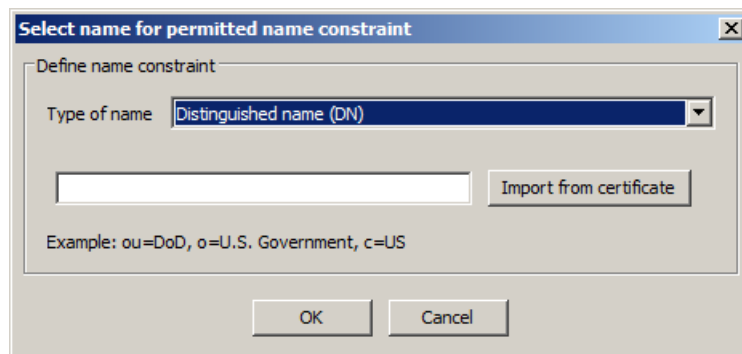 Select name for permitted name constraint
Define name constraint
Type of name Distinguished name (DN)
Import from certificate
Example: ou=DoD, o=U.S. Government, c=US
OK Cancel